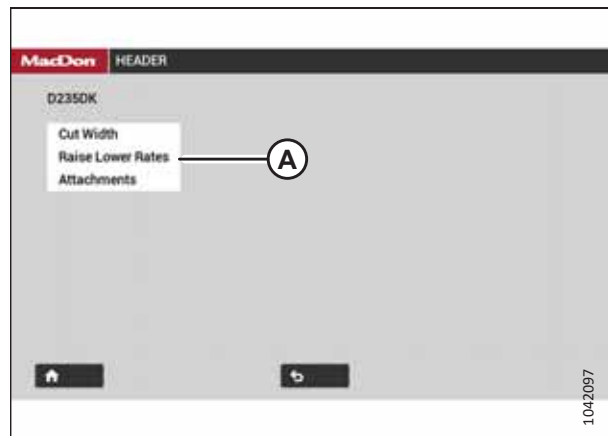 MacDon HEADER
D235DK
Cut Width
Raise Lower Rates
A
Attachments
1042097